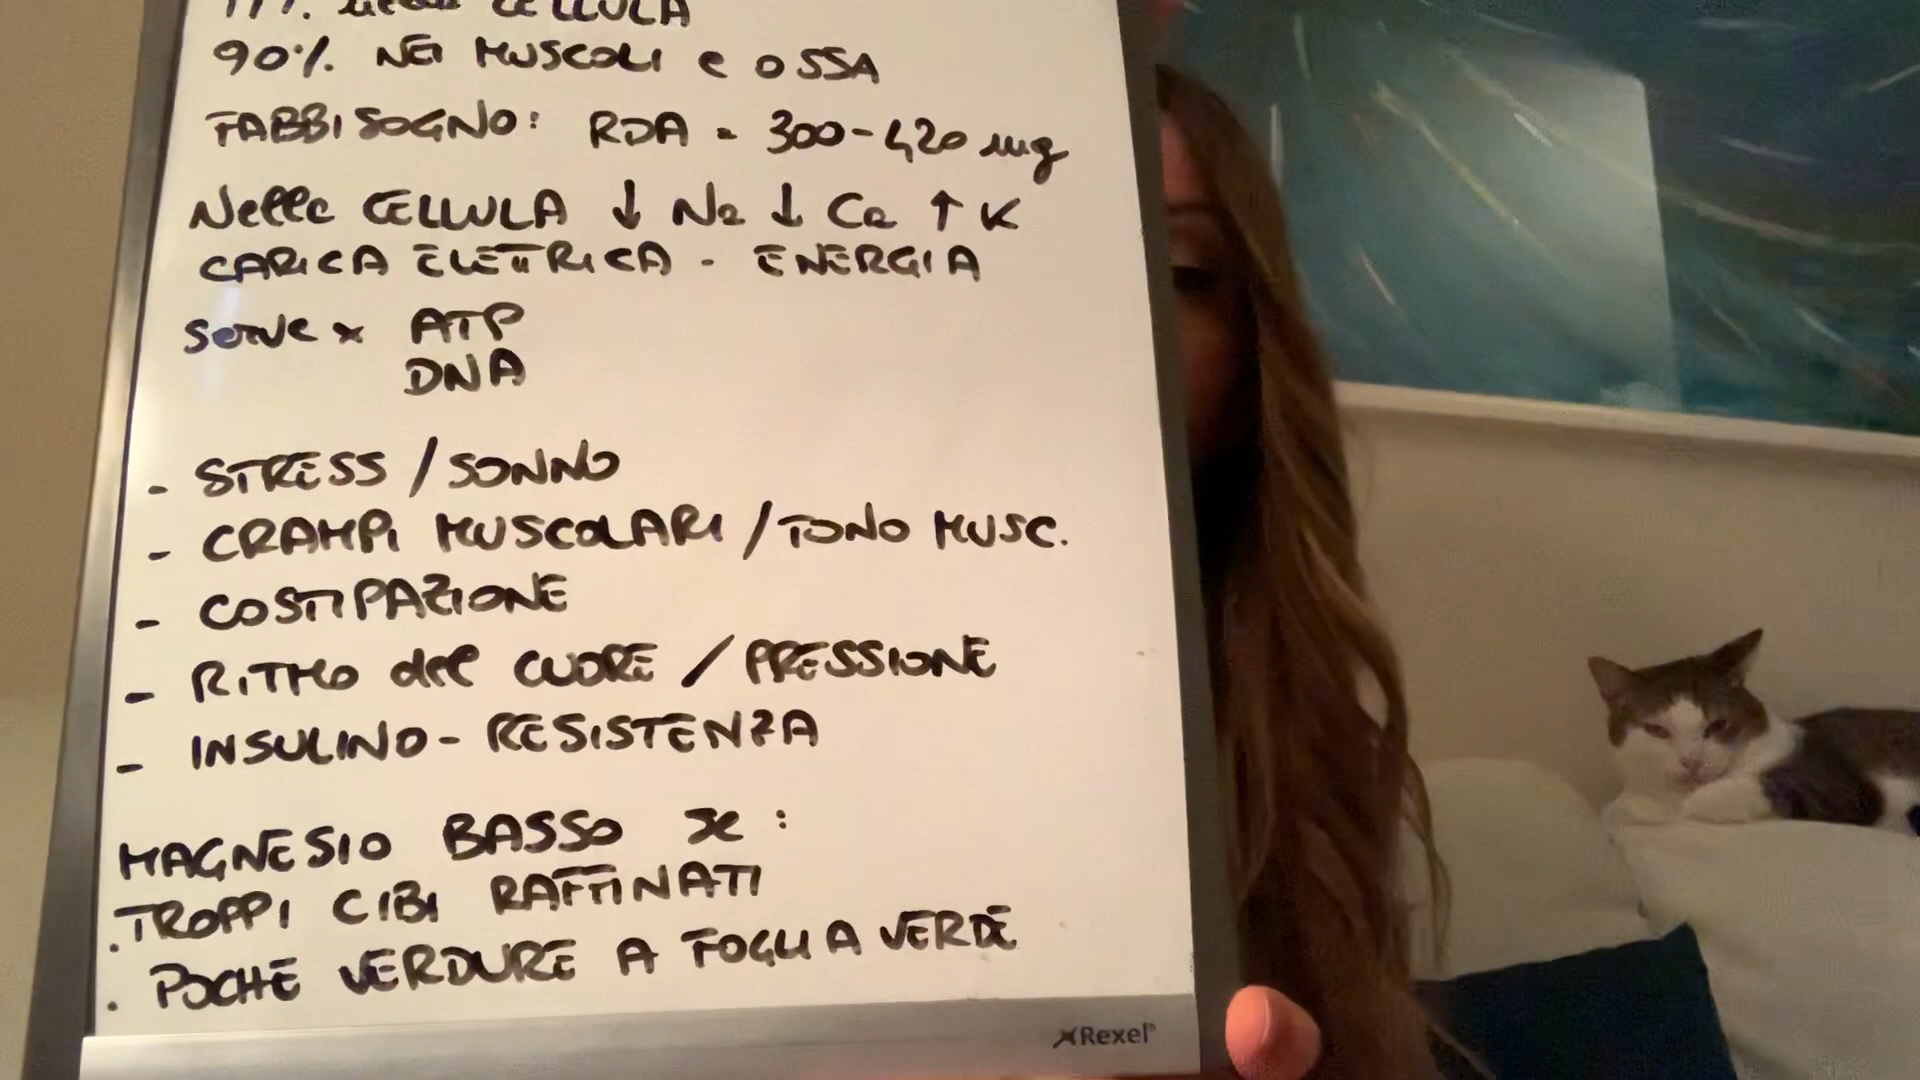 CELLULA
90% NEI MUSCOLI e OSSA
FABBISOGNO: RDA = 300-420 mg
Nella CELLULA ↓ Na ↓ Ca ↑ K
CARICA ELETTRICA - ENERGIA
serve x ATP
DNA
- STRESS / SONNO
- CRAMPI MUSCOLARI / TONO MUSC.
- COSTIPAZIONE
- RITMO del CUORE / PRESSIONE
- INSULINO-RESISTENZA
MAGNESIO BASSO se:
. TROPPI CIBI RAFFINATI
. POCHE VERDURE A FOGLIA VERDE
Rexel